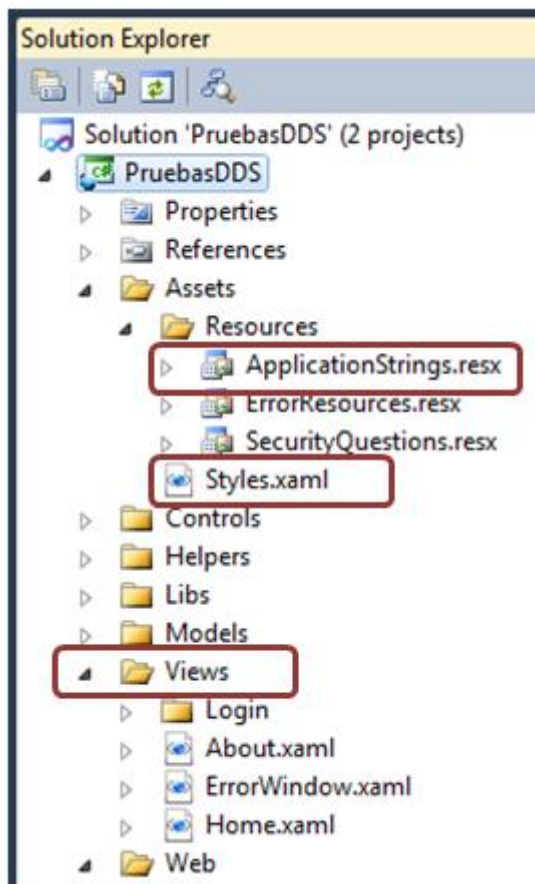 Solution Explorer
Solution 'PruebasDDS' (2 projects)
PruebasDDS
Properties
References
Assets
Resources
ApplicationStrings.resx
ErrorResources.resx
SecurityQuestions.resx
Styles.xaml
Controls
Helpers
Libs
Models
Views
Login
About.xaml
ErrorWindow.xaml
Home.xaml
Web